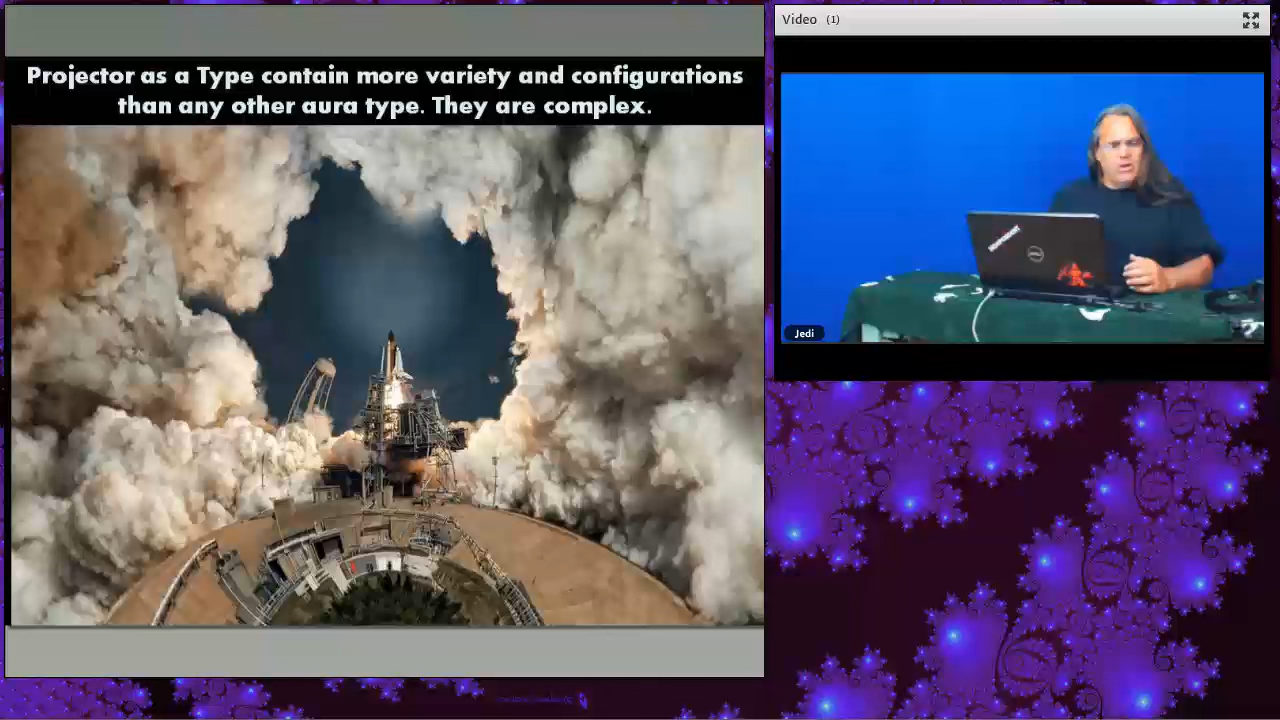 Projector as a Type contain more variety and configurations
than any other aura type. They are complex.
Video (1)
Jedi